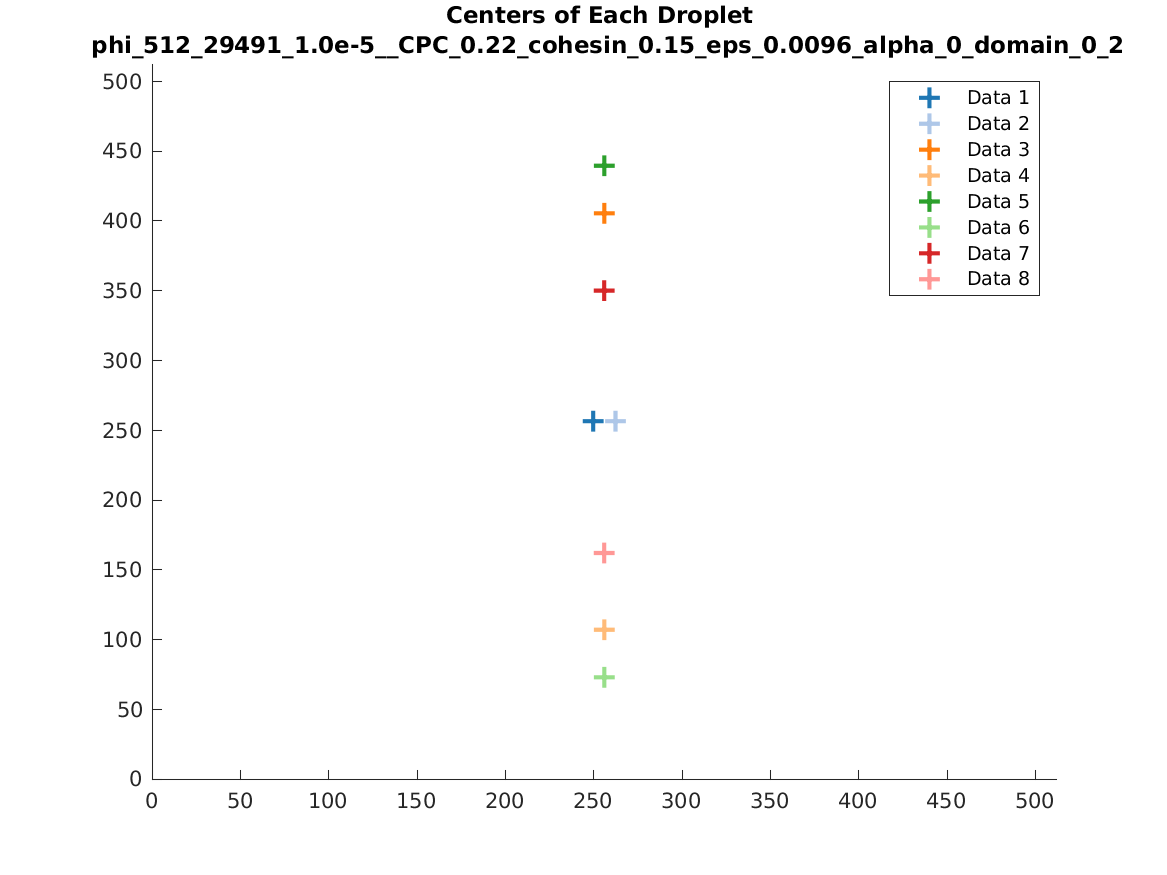 Centers of Each Droplet
phi_512_29491_1.0e-5__CPC_0.22_cohesin_0.15_eps_0.0096_alpha_0_domain_0_2
500
450
400
350
300
250
200
150
100
50
0
0 50 100 150 200 250 300 350 400 450 500
Data 1
Data 2
Data 3
Data 4
Data 5
Data 6
Data 7
Data 8